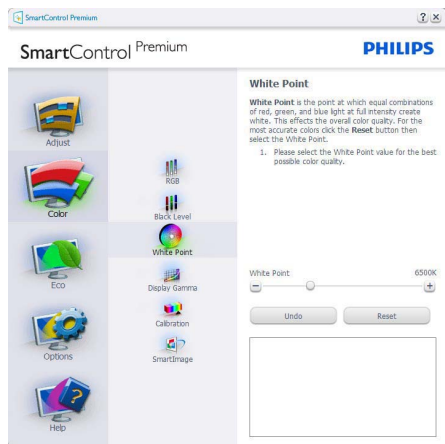 SmartControl Premium
SmartControl Premium
PHILIPS
Adjust
Color
Eco
Options
Help
RGB
Black Level
White Point
Display Gamma
Calibration
SmartImage
White Point
White Point is the point at which equal combinations
of red, green, and blue light at full intensity create
white. This effects the overall color quality. For the
most accurate colors click the Reset button then
select the White Point.
1. Please select the White Point value for the best
possible color quality.
White Point 6500K
Undo Reset